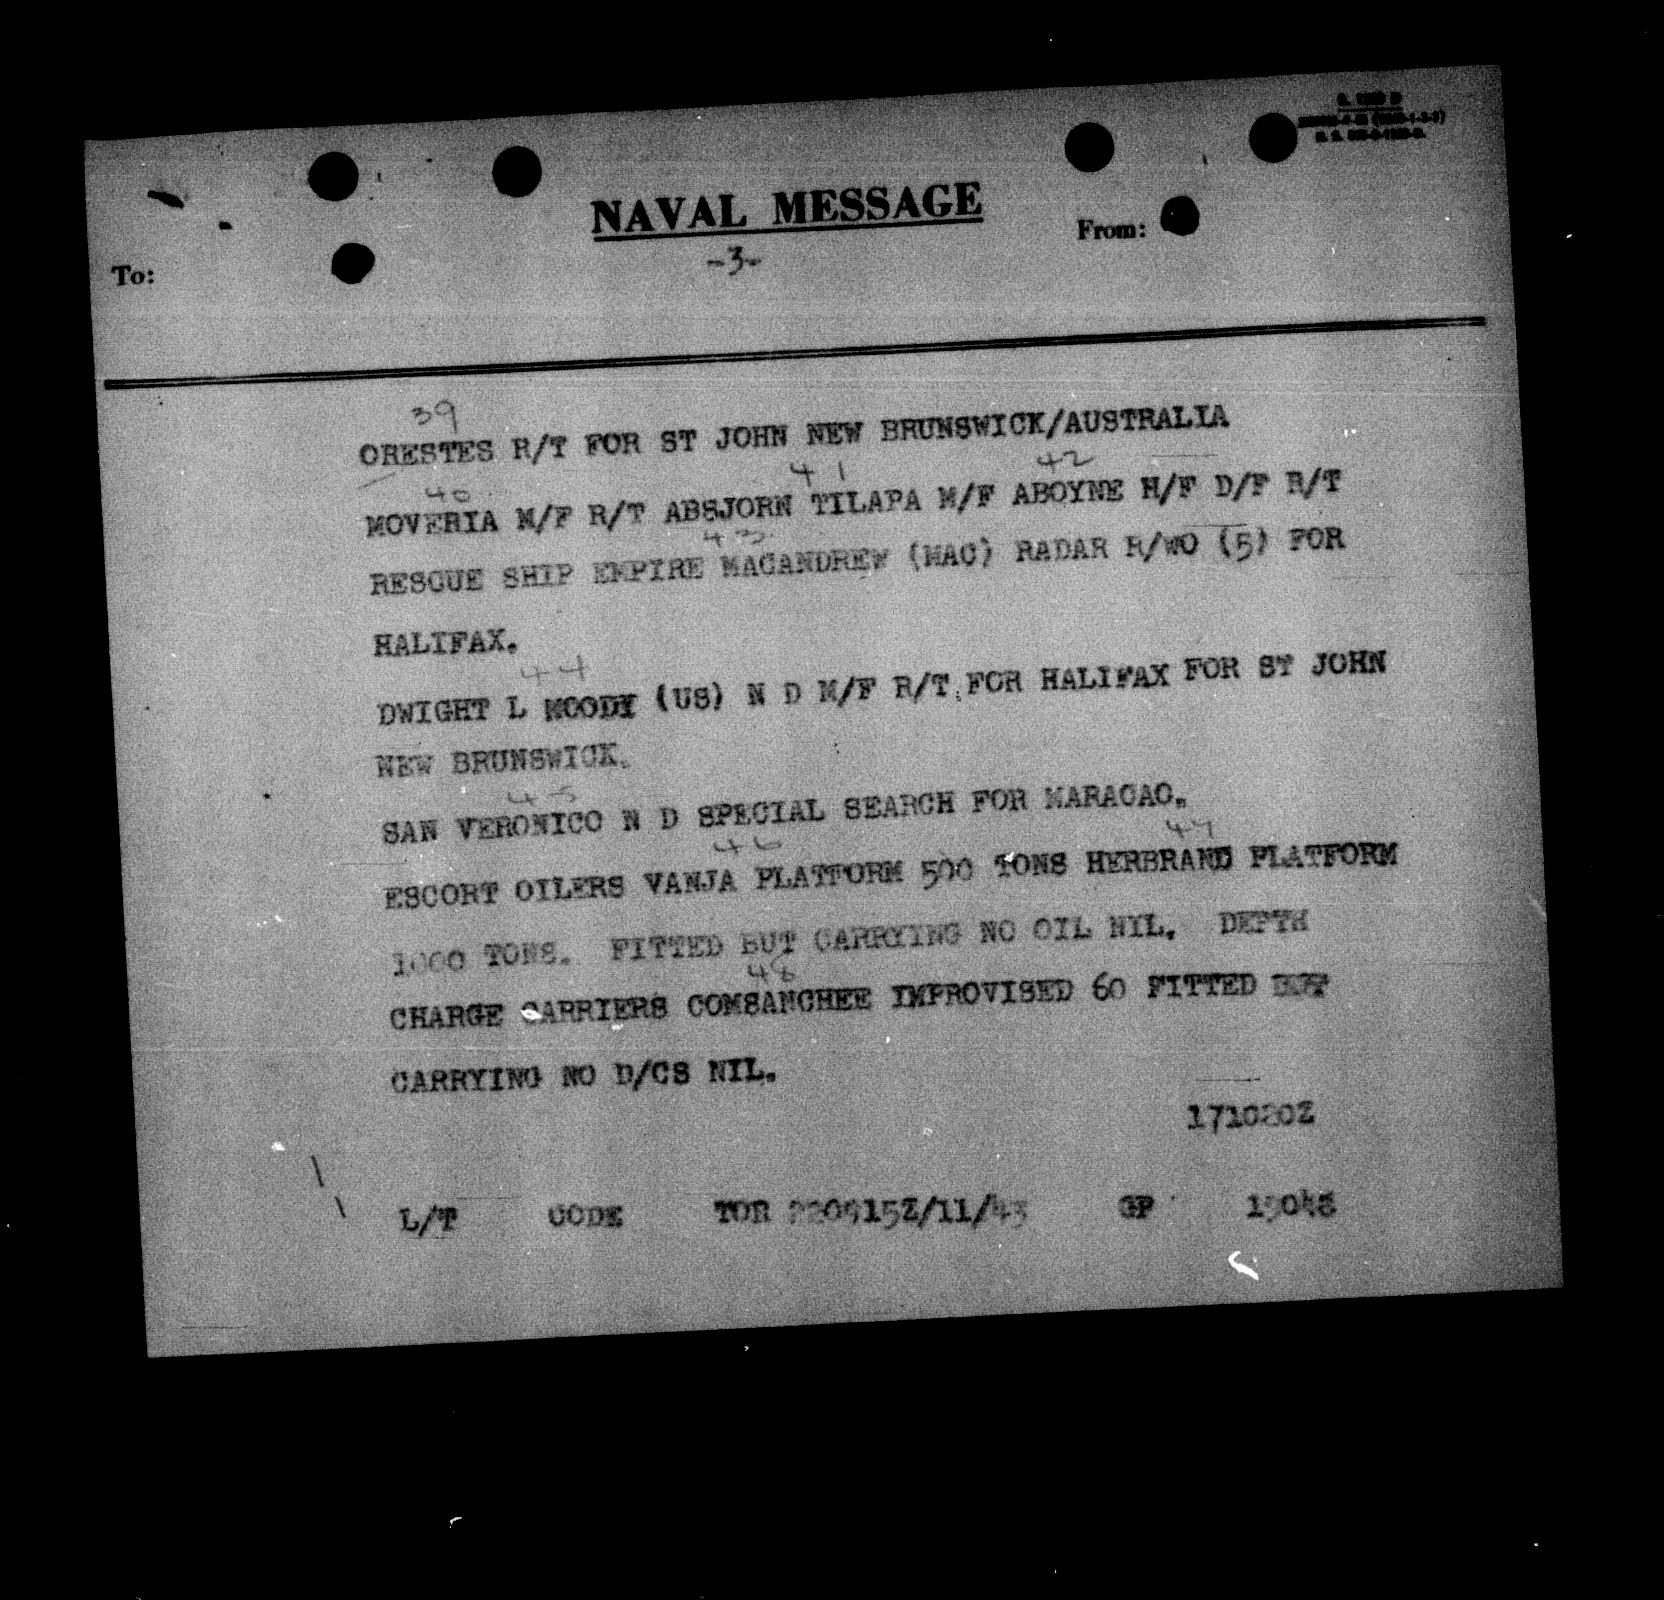 NAVAL MESSAGE
To:
From:
-3-
39
ORESTES R/T FOR ST JOHN NEW BRUNSWICK/AUSTRALIA
40 41 42
MOVERIA M/F R/T ABSJORN TILAPA M/F ABOYNE H/F D/F R/T
43
RESCUE SHIP EMPIRE MACANDREW (MAC) RADAR R/WO (5) FOR
HALIFAX.
44
DWIGHT L MOODY (US) N D M/F R/T FOR HALIFAX FOR ST JOHN
NEW BRUNSWICK.
45
SAN VERONICO N D SPECIAL SEARCH FOR MARACAO.
46 47
ESCORT OILERS VANJA PLATFORM 500 TONS HERBRAND PLATFORM
1000 TONS. FITTED BUT CARRYING NO OIL NIL. DEPTH
48
CHARGE CARRIERS COMSANCHEE IMPROVISED 60 FITTED BUT
CARRYING NO D/CS NIL.
171020Z
L/T CODE TOR GP